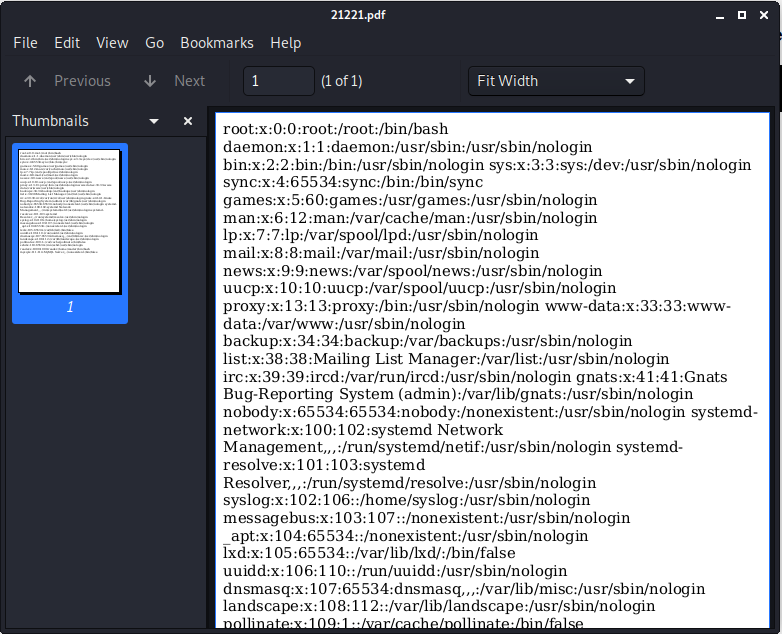 21221.pdf
File Edit View Go Bookmarks Help
Previous Next 1 (1 of 1) Fit Width
Thumbnails
1
root:x:0:0:root:/root:/bin/bash
daemon:x:1:1:daemon:/usr/sbin:/usr/sbin/nologin
bin:x:2:2:bin:/bin:/usr/sbin/nologin sys:x:3:3:sys:/dev:/usr/sbin/nologin
sync:x:4:65534:sync:/bin:/bin/sync
games:x:5:60:games:/usr/games:/usr/sbin/nologin
man:x:6:12:man:/var/cache/man:/usr/sbin/nologin
lp:x:7:7:lp:/var/spool/lpd:/usr/sbin/nologin
mail:x:8:8:mail:/var/mail:/usr/sbin/nologin
news:x:9:9:news:/var/spool/news:/usr/sbin/nologin
uucp:x:10:10:uucp:/var/spool/uucp:/usr/sbin/nologin
proxy:x:13:13:proxy:/bin:/usr/sbin/nologin www-data:x:33:33:www-
data:/var/www:/usr/sbin/nologin
backup:x:34:34:backup:/var/backups:/usr/sbin/nologin
list:x:38:38:Mailing List Manager:/var/list:/usr/sbin/nologin
irc:x:39:39:ircd:/var/run/ircd:/usr/sbin/nologin gnats:x:41:41:Gnats
Bug-Reporting System (admin):/var/lib/gnats:/usr/sbin/nologin
nobody:x:65534:65534:nobody:/nonexistent:/usr/sbin/nologin systemd-
network:x:100:102:systemd Network
Management,,,:/run/systemd/netif:/usr/sbin/nologin systemd-
resolve:x:101:103:systemd
Resolver,,,:/run/systemd/resolve:/usr/sbin/nologin
syslog:x:102:106::/home/syslog:/usr/sbin/nologin
messagebus:x:103:107::/nonexistent:/usr/sbin/nologin
_apt:x:104:65534::/nonexistent:/usr/sbin/nologin
lxd:x:105:65534::/var/lib/lxd/:/bin/false
uuidd:x:106:110::/run/uuidd:/usr/sbin/nologin
dnsmasq:x:107:65534:dnsmasq,,,:/var/lib/misc:/usr/sbin/nologin
landscape:x:108:112::/var/lib/landscape:/usr/sbin/nologin
pollinate:x:109:1::/var/cache/pollinate:/bin/false